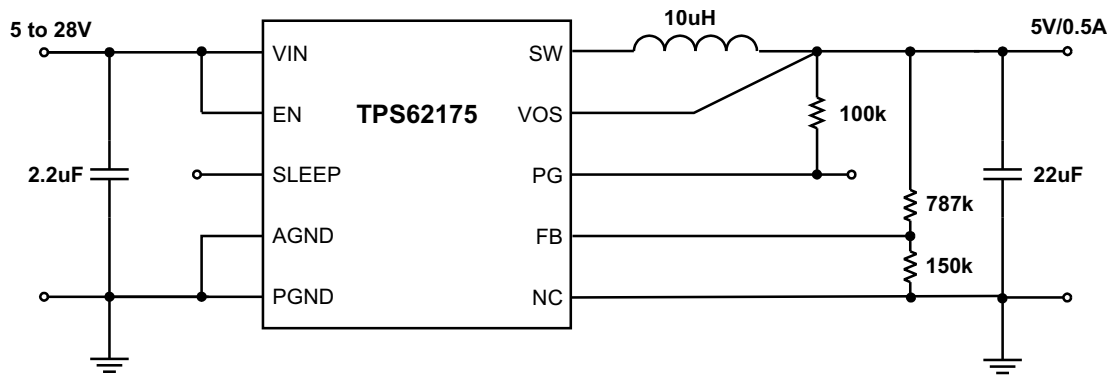 5 to 28V
10uH
5V/0.5A
VIN
SW
EN
TPS62175
VOS
100k
2.2uF
SLEEP
PG
22uF
787k
AGND
FB
150k
PGND
NC